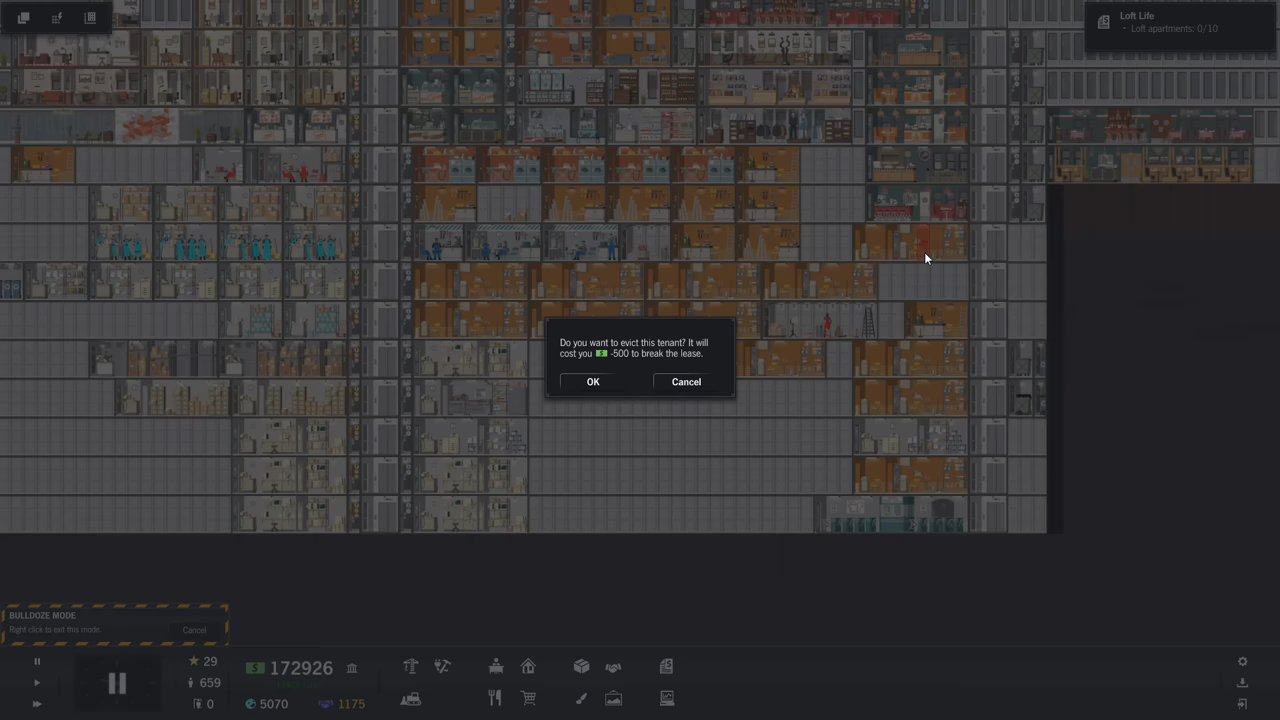 Loft Life
- Loft apartments: 0/10
Do you want to evict this tenant? It will
cost you $ -500 to break the lease.
OK
Cancel
BULLDOZE MODE
Right click to exit this mode.
Cancel
29
$ 172926
659
0
5070
1175